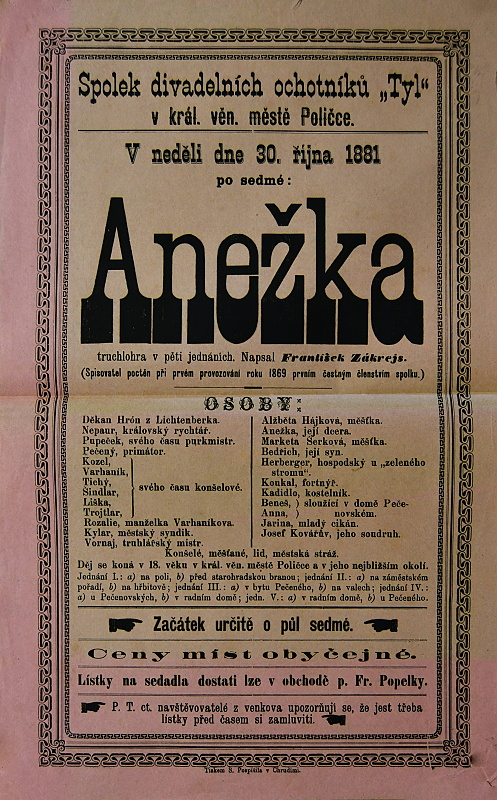 Spolek divadelních ochotníků „Tyl“
v král. věn. městě Poličce.
V neděli dne 30. října 1881
po sedmé:
Anežka
truchlohra v pěti jednáních. Napsal František Zákrejs.
(Spisovatel poctěn při prvém provozování roku 1869 prvním čestným členstvím spolku.)
OSOBY:
Děkan Hrón z Lichtenberka.
Nepaur, královský rychtář.
Pupeček, svého času purkmistr.
Pečený, primátor.
Kozel,
Varhaník,
Tichý,
Šindlar,
Liška,
Trojtlar,
svého času konšelové.
Rozalie, manželka Varhaníkova.
Kylar, městský syndik.
Vornaj, truhlářský mistr.
Alžběta Hájková, měšťka.
Anežka, její dcera.
Marketa Šerková, měšťka.
Bedřich, její syn.
Herberger, hospodský u „zeleného
stromu“.
Konkal, fortnýř.
Kadidlo, kostelník.
Beneš, ) sloužící v domě Peče-
Anna, ) novském.
Jarina, mladý cikán.
Josef Kovářův, jeho soudruh.
Konšelé, měšťané, lid, městská stráž.
Děj se koná v 18. věku v král. věn. městě Poličce a v jeho nejbližším okolí.
Jednání I.: a) na poli, b) před starohradskou branou; jednání II.: a) na záměstském
pořadí, b) na hřbitově; jednání III.: a) v bytu Pečeného, b) na valech; jednání IV.:
a) u Pečenovských, b) v radním domě; jedn. V.: a) v radním domě, b) u Pečeného.
Začátek určitě o půl sedmé.
Ceny míst obyčejné.
Lístky na sedadla dostati lze v obchodě p. Fr. Popelky.
P. T. ct. navštěvovatelé z venkova upozorňují se, že jest třeba
lístky před časem si zamluviti.
Tiskem S. Pospíšila v Chrudimi.